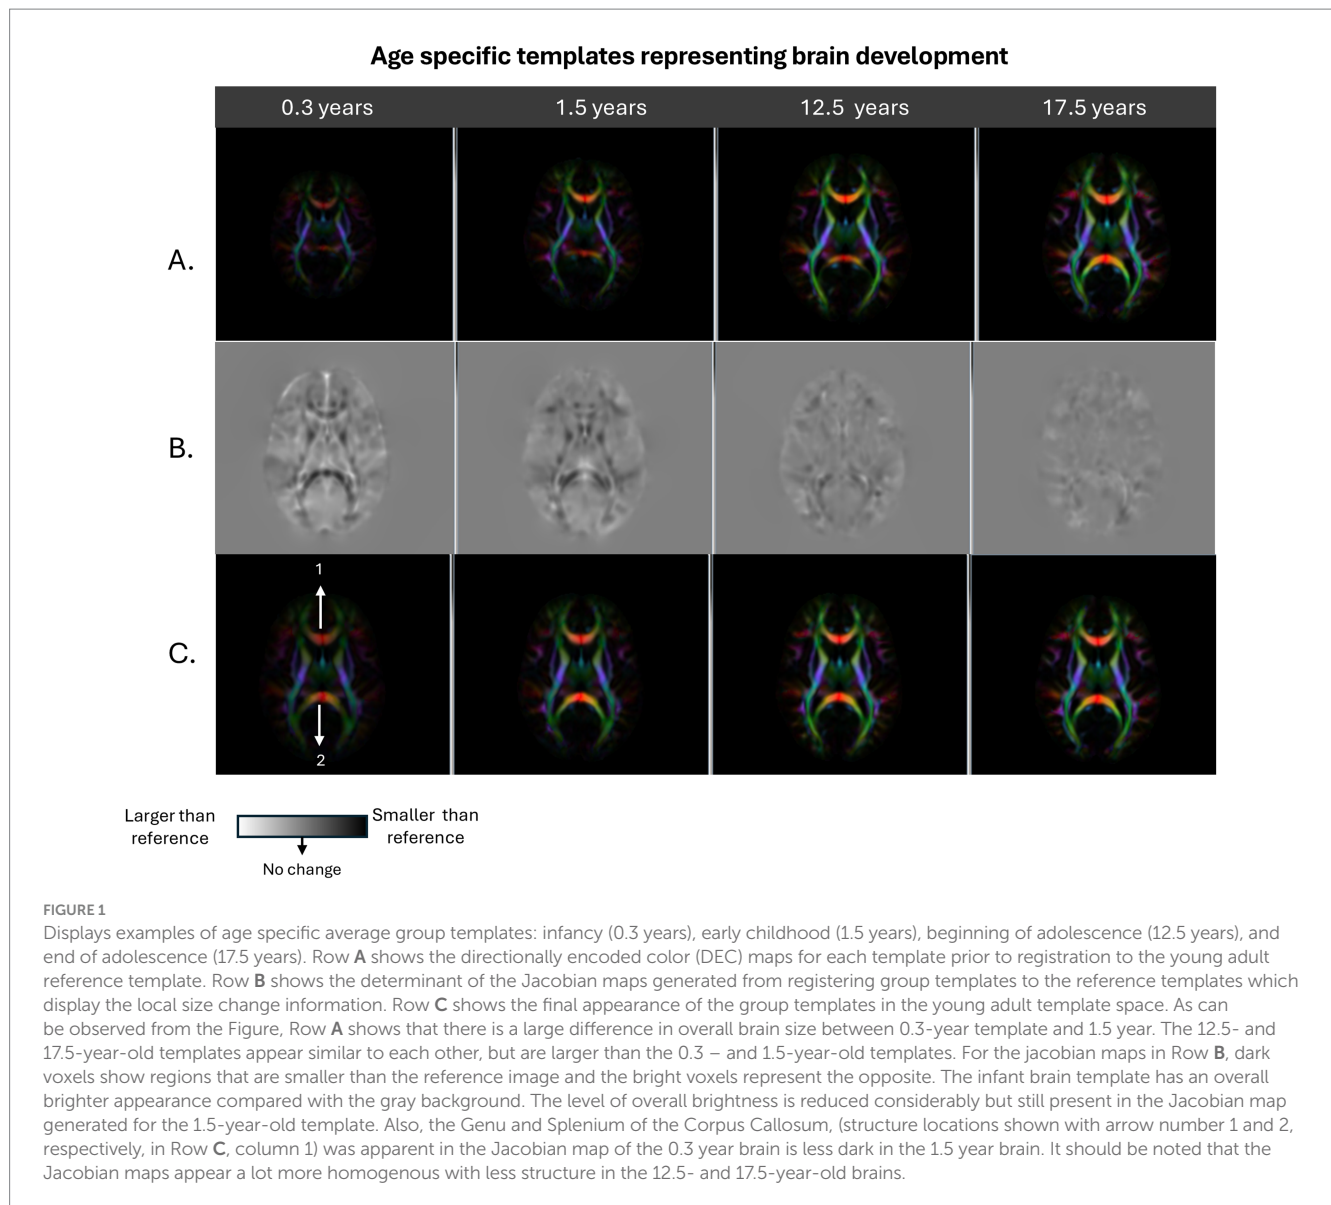 Age specific templates representing brain development
0.3 years 1.5 years 12.5 years 17.5 years
A.
B.
1
C.
2
Larger than reference
Smaller than reference
No change
FIGURE 1
Displays examples of age specific average group templates: infancy (0.3 years), early childhood (1.5 years), beginning of adolescence (12.5 years), and
end of adolescence (17.5 years). Row A shows the directionally encoded color (DEC) maps for each template prior to registration to the young adult
reference template. Row B shows the determinant of the Jacobian maps generated from registering group templates to the reference templates which
display the local size change information. Row C shows the final appearance of the group templates in the young adult template space. As can
be observed from the Figure, Row A shows that there is a large difference in overall brain size between 0.3-year template and 1.5 year. The 12.5- and
17.5-year-old templates appear similar to each other, but are larger than the 0.3 – and 1.5-year-old templates. For the jacobian maps in Row B, dark
voxels show regions that are smaller than the reference image and the bright voxels represent the opposite. The infant brain template has an overall
brighter appearance compared with the gray background. The level of overall brightness is reduced considerably but still present in the Jacobian map
generated for the 1.5-year-old template. Also, the Genu and Splenium of the Corpus Callosum, (structure locations shown with arrow number 1 and 2,
respectively, in Row C, column 1) was apparent in the Jacobian map of the 0.3 year brain is less dark in the 1.5 year brain. It should be noted that the
Jacobian maps appear a lot more homogenous with less structure in the 12.5- and 17.5-year-old brains.